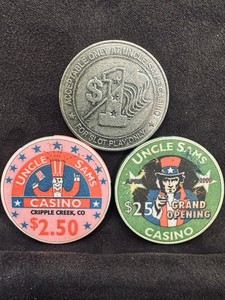 ACCEPTABLE ONLY AT UNCLE SAM'S CASINO
$1
FOR SLOT PLAY ONLY
UNCLE SAMS
CASINO
CRIPPLE CREEK, CO
$2.50
UNCLE SAMS
$2.50
GRAND
OPENING
CASINO